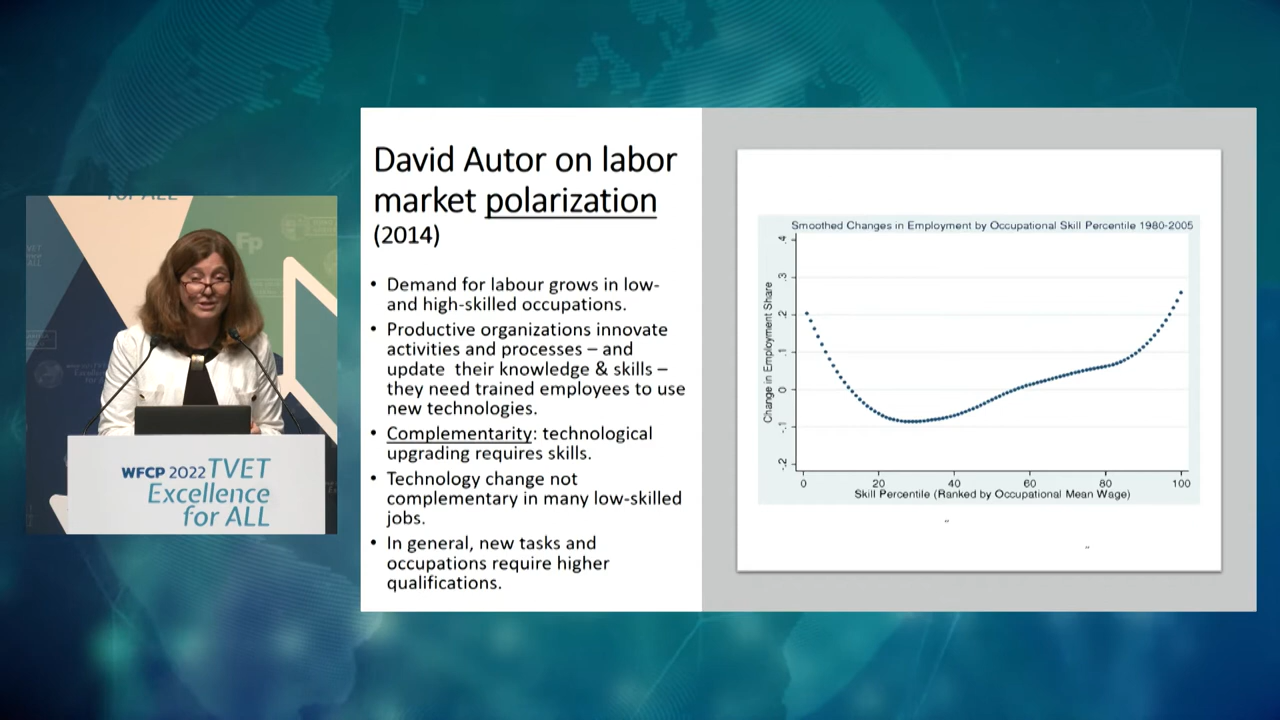 for ALL
Fp
WFCP 2022 TVET
Excellence
for ALL
David Autor on labor
market polarization
(2014)
• Demand for labour grows in low-
and high-skilled occupations.
• Productive organizations innovate
activities and processes – and
update their knowledge & skills –
they need trained employees to use
new technologies.
• Complementarity: technological
upgrading requires skills.
• Technology change not
complementary in many low-skilled
jobs.
• In general, new tasks and
occupations require higher
qualifications.
Smoothed Changes in Employment by Occupational Skill Percentile 1980-2005
Change in Employment Share
.4
.3
.2
.1
0
-.1
-.2
0 20 40 60 80 100
Skill Percentile (Ranked by Occupational Mean Wage)